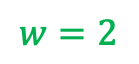 w = 2